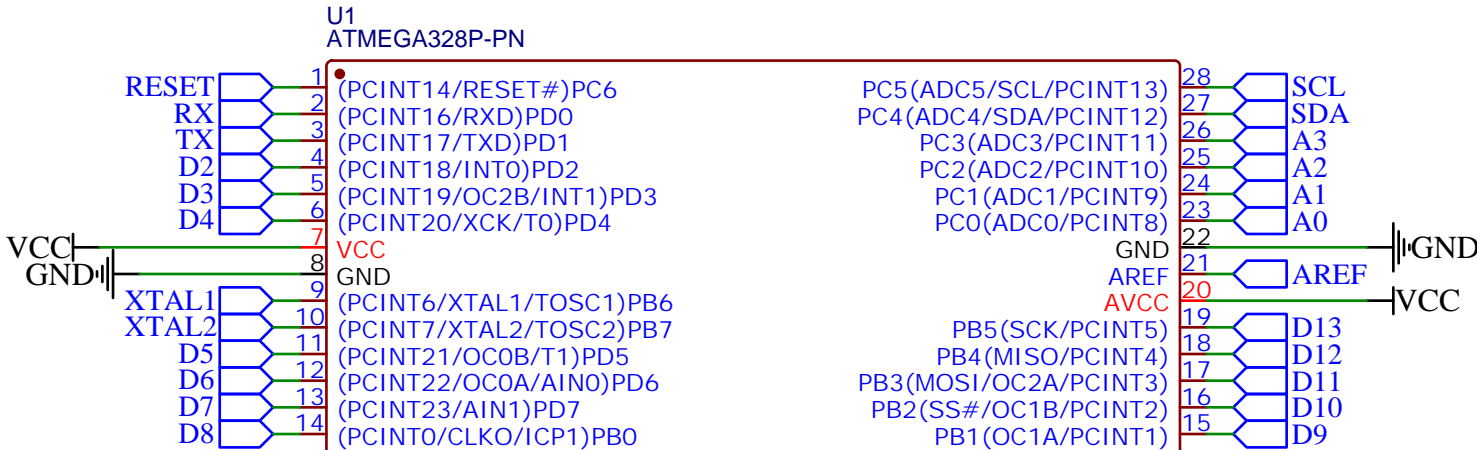 U1
ATMEGA328P-PN
RESET 1 (PCINT14/RESET#)PC6 PC5(ADC5/SCL/PCINT13) 28 SCL
RX 2 (PCINT16/RXD)PD0 PC4(ADC4/SDA/PCINT12) 27 SDA
TX 3 (PCINT17/TXD)PD1 PC3(ADC3/PCINT11) 26 A3
D2 4 (PCINT18/INT0)PD2 PC2(ADC2/PCINT10) 25 A2
D3 5 (PCINT19/OC2B/INT1)PD3 PC1(ADC1/PCINT9) 24 A1
D4 6 (PCINT20/XCK/T0)PD4 PC0(ADC0/PCINT8) 23 A0
VCC 7 VCC GND 22 GND
GND 8 GND AREF 21 AREF
XTAL1 9 (PCINT6/XTAL1/TOSC1)PB6 AVCC 20 VCC
XTAL2 10 (PCINT7/XTAL2/TOSC2)PB7 PB5(SCK/PCINT5) 19 D13
D5 11 (PCINT21/OC0B/T1)PD5 PB4(MISO/PCINT4) 18 D12
D6 12 (PCINT22/OC0A/AIN0)PD6 PB3(MOSI/OC2A/PCINT3) 17 D11
D7 13 (PCINT23/AIN1)PD7 PB2(SS#/OC1B/PCINT2) 16 D10
D8 14 (PCINT0/CLKO/ICP1)PB0 PB1(OC1A/PCINT1) 15 D9